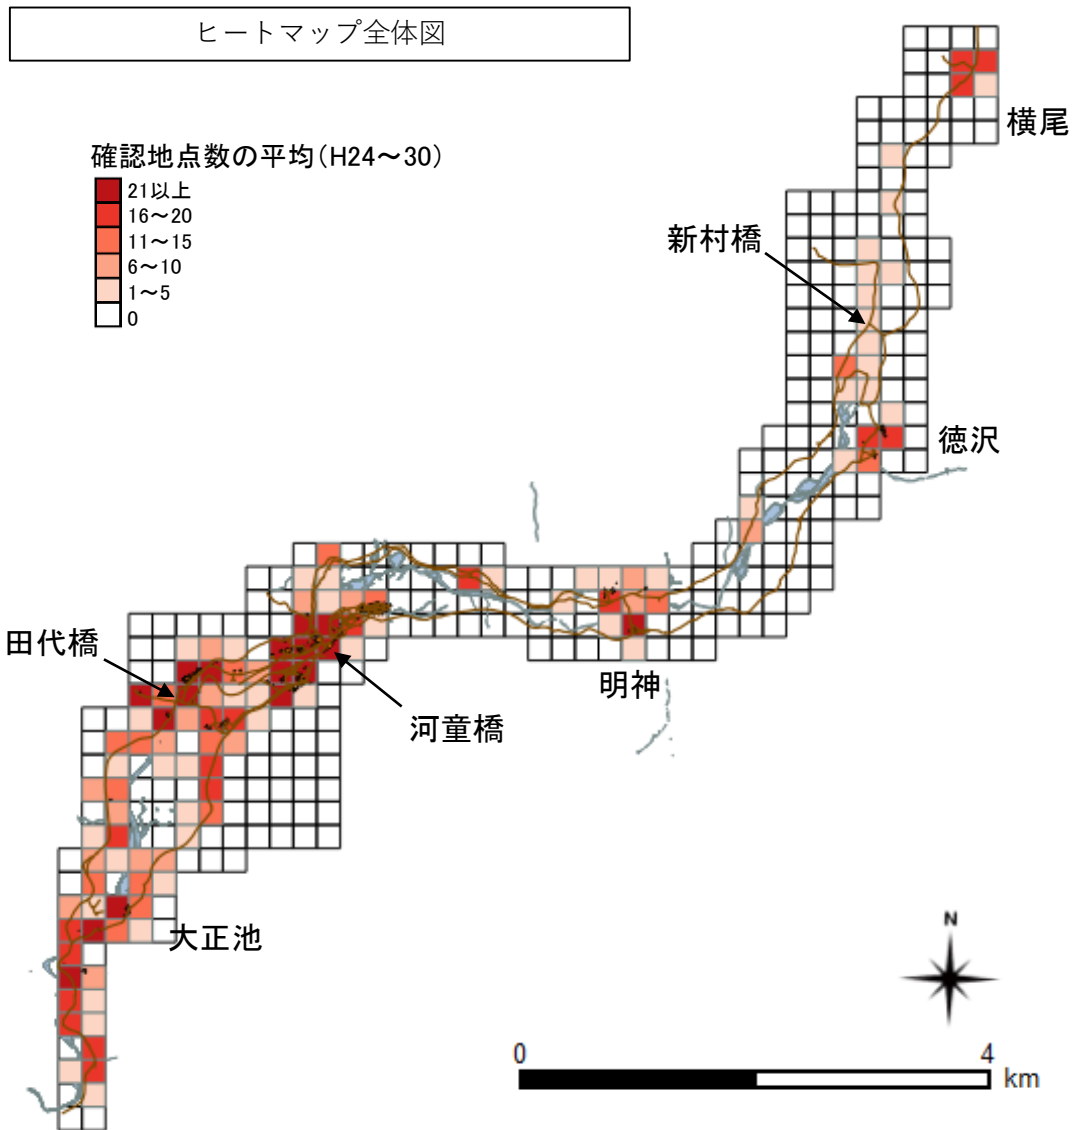 ヒートマップ全体図
横尾
確認地点数の平均(H24～30)
21以上
16～20
11～15
6～10
1～5
0
新村橋
徳沢
田代橋
明神
河童橋
大正池
N
0 4
km